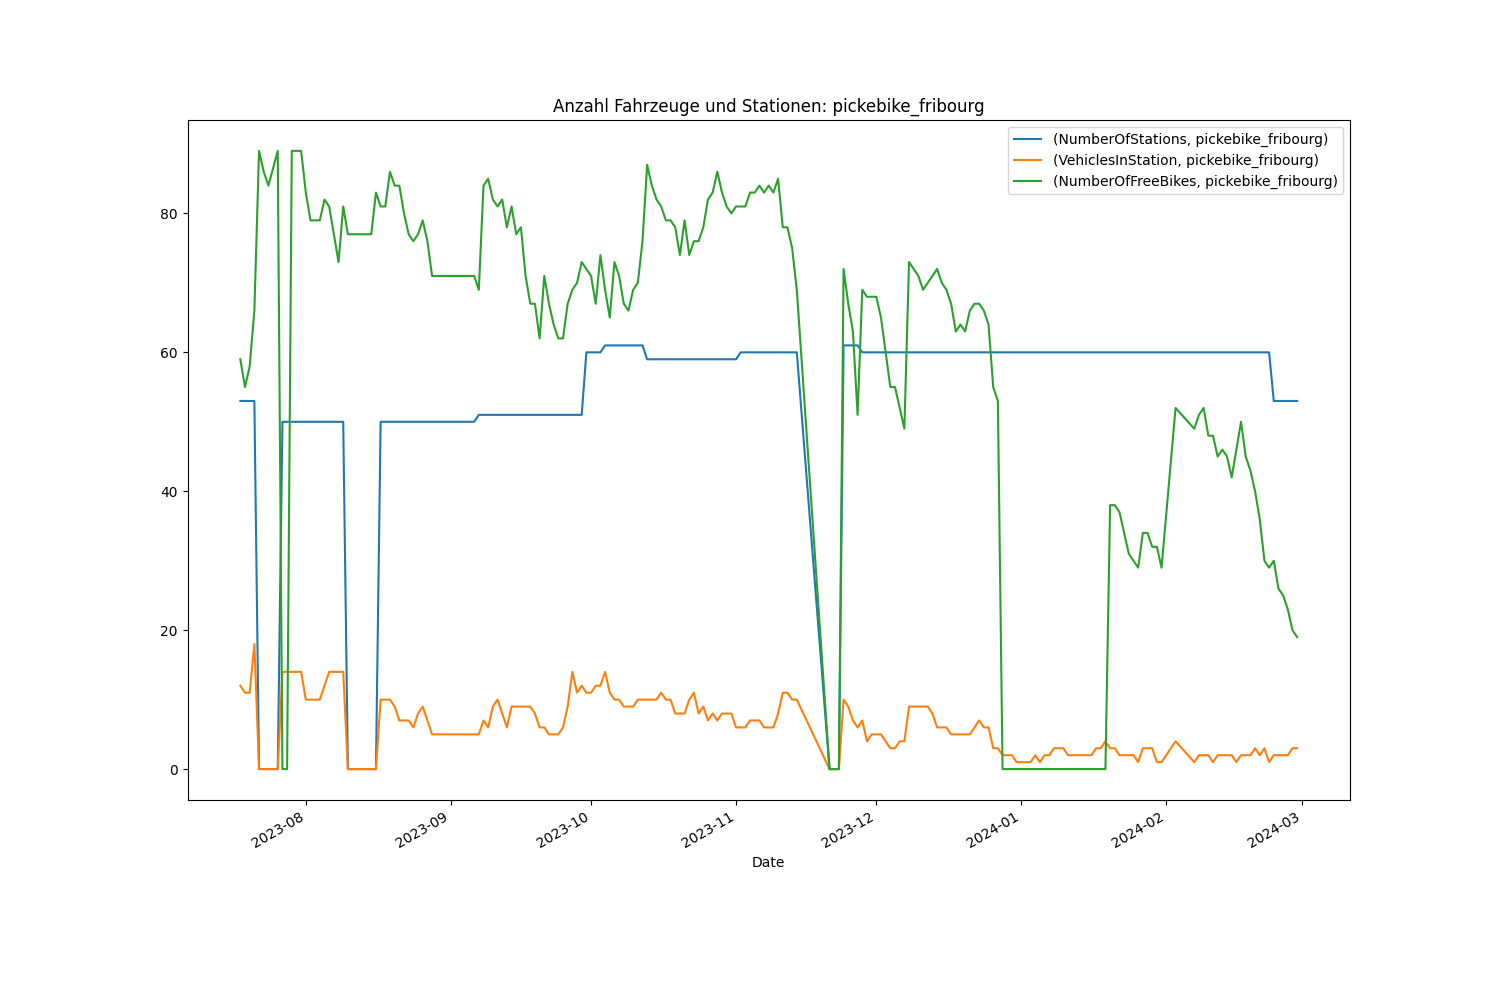 Anzahl Fahrzeuge und Stationen: pickebike_fribourg
(NumberOfStations, pickebike_fribourg)
(VehiclesInStation, pickebike_fribourg)
(NumberOfFreeBikes, pickebike_fribourg)
80
60
40
20
0
2023-08
2023-09
2023-10
2023-11
2023-12
2024-01
2024-02
2024-03
Date